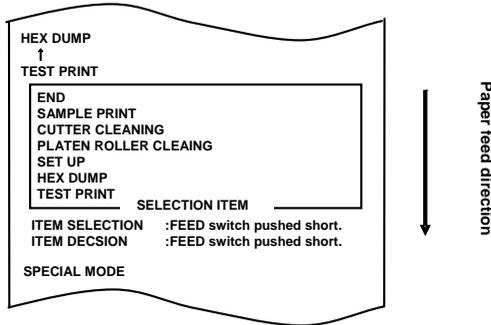 HEX DUMP
↑
TEST PRINT
END
SAMPLE PRINT
CUTTER CLEANING
PLATEN ROLLER CLEAING
SET UP
HEX DUMP
TEST PRINT
SELECTION ITEM
ITEM SELECTION :FEED switch pushed short.
ITEM DECSION :FEED switch pushed short.
SPECIAL MODE
Paper feed direction